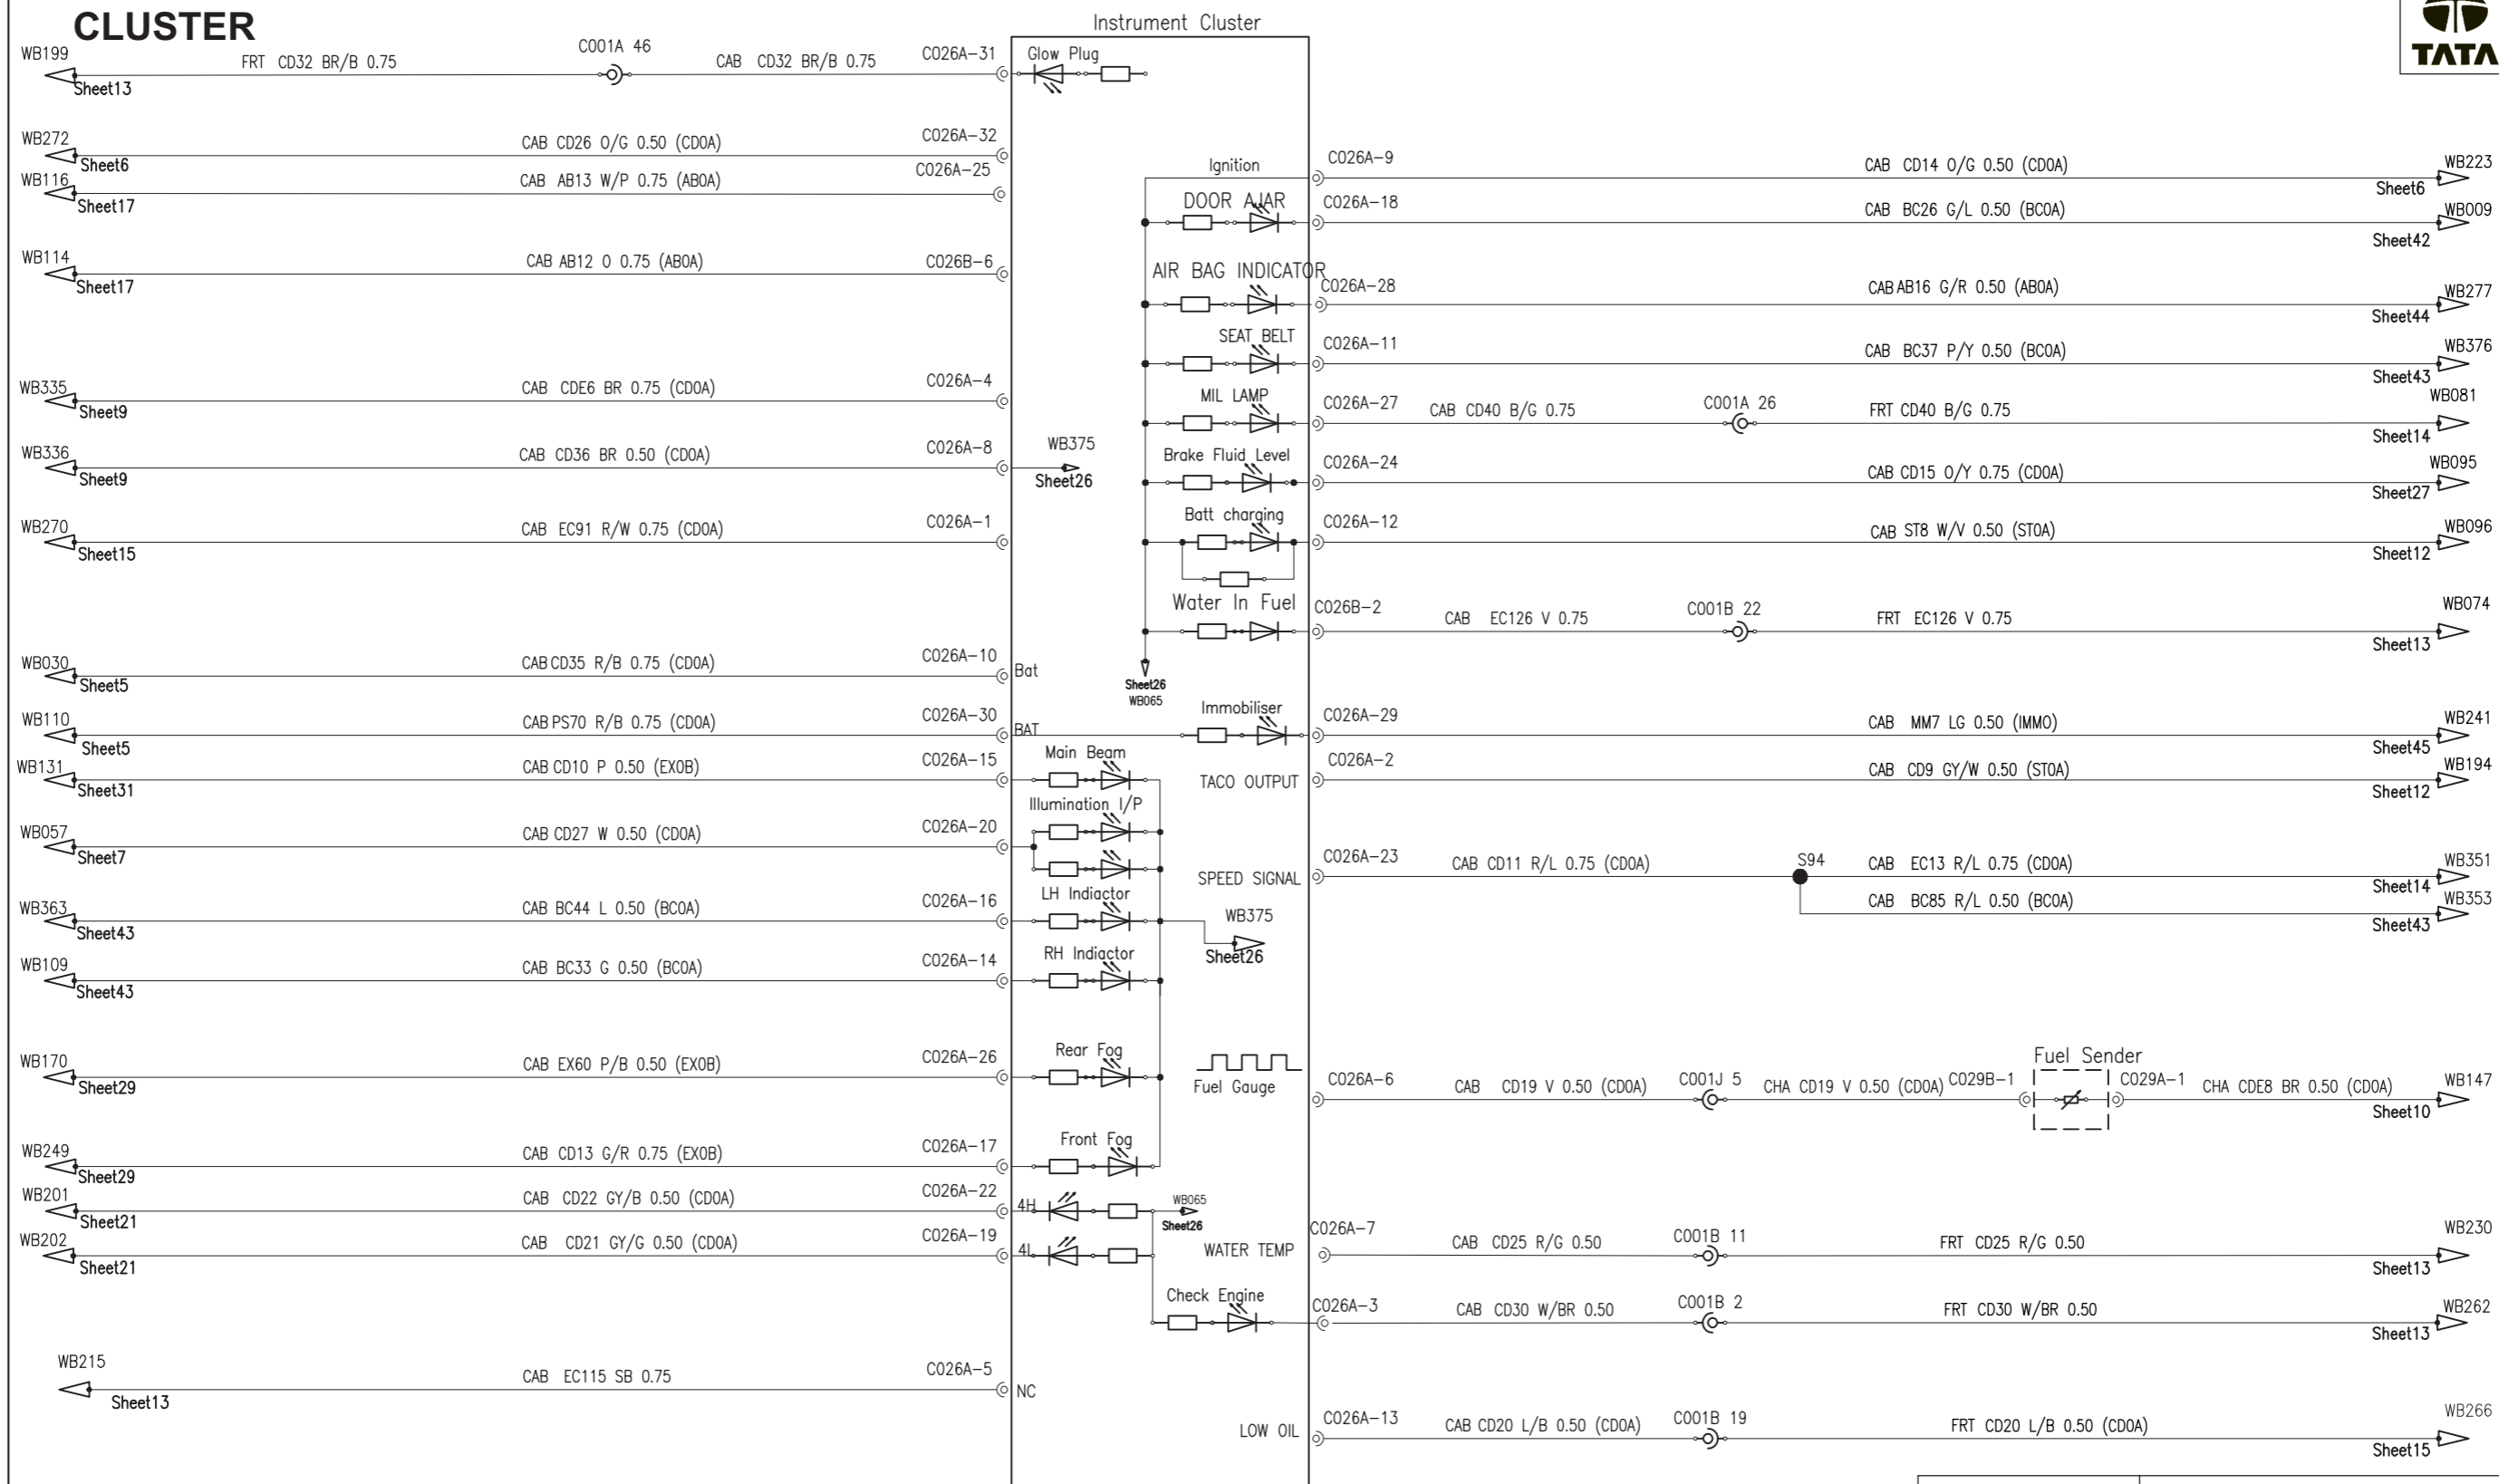 CLUSTER
Instrument Cluster
TATA
WB199
FRT CD32 BR/B 0.75
C001A 46
CAB CD32 BR/B 0.75
C026A-31
Glow Plug
Sheet13
WB272
CAB CD26 O/G 0.50 (CD0A)
C026A-32
Sheet6
WB116
CAB AB13 W/P 0.75 (AB0A)
C026A-25
Sheet17
WB114
CAB AB12 O 0.75 (AB0A)
C026B-6
Sheet17
WB335
CAB CDE6 BR 0.75 (CD0A)
C026A-4
Sheet9
WB336
CAB CD36 BR 0.50 (CD0A)
C026A-8
WB375
Sheet26
Sheet9
WB270
CAB EC91 R/W 0.75 (CD0A)
C026A-1
Sheet15
WB030
CAB CD35 R/B 0.75 (CD0A)
C026A-10
Bat
Sheet5
WB110
CAB PS70 R/B 0.75 (CD0A)
C026A-30
BAT
Sheet5
WB131
CAB CD10 P 0.50 (EX0B)
C026A-15
Main Beam
Sheet31
Illumination I/P
WB057
CAB CD27 W 0.50 (CD0A)
C026A-20
Sheet7
LH Indiactor
WB363
CAB BC44 L 0.50 (BC0A)
C026A-16
WB375
Sheet26
Sheet43
RH Indiactor
WB109
CAB BC33 G 0.50 (BC0A)
C026A-14
Sheet43
Rear Fog
WB170
CAB EX60 P/B 0.50 (EX0B)
C026A-26
Sheet29
Front Fog
WB249
CAB CD13 G/R 0.75 (EX0B)
C026A-17
Sheet29
WB201
CAB CD22 GY/B 0.50 (CD0A)
C026A-22
4H
WB065
Sheet26
Sheet21
WB202
CAB CD21 GY/G 0.50 (CD0A)
C026A-19
4L
Sheet21
WB215
CAB EC115 SB 0.75
C026A-5
NC
Sheet13
Ignition
C026A-9
CAB CD14 O/G 0.50 (CD0A)
WB223
Sheet6
DOOR AJAR
C026A-18
CAB BC26 G/L 0.50 (BC0A)
WB009
Sheet42
AIR BAG INDICATOR
C026A-28
CAB AB16 G/R 0.50 (AB0A)
WB277
Sheet44
SEAT BELT
C026A-11
CAB BC37 P/Y 0.50 (BC0A)
WB376
Sheet43
MIL LAMP
C026A-27
CAB CD40 B/G 0.75
C001A 26
FRT CD40 B/G 0.75
WB081
Sheet14
Brake Fluid Level
C026A-24
CAB CD15 O/Y 0.75 (CD0A)
WB095
Sheet27
Batt charging
C026A-12
CAB ST8 W/V 0.50 (ST0A)
WB096
Sheet12
Water In Fuel
C026B-2
CAB EC126 V 0.75
C001B 22
FRT EC126 V 0.75
WB074
Sheet13
Sheet26
WB065
Immobiliser
C026A-29
CAB MM7 LG 0.50 (IMMO)
WB241
Sheet45
TACO OUTPUT
C026A-2
CAB CD9 GY/W 0.50 (ST0A)
WB194
Sheet12
SPEED SIGNAL
C026A-23
CAB CD11 R/L 0.75 (CD0A)
S94
CAB EC13 R/L 0.75 (CD0A)
WB351
Sheet14
CAB BC85 R/L 0.50 (BC0A)
WB353
Sheet43
Fuel Gauge
C026A-6
CAB CD19 V 0.50 (CD0A)
C001J 5
CHA CD19 V 0.50 (CD0A)
C029B-1
Fuel Sender
C029A-1
CHA CDE8 BR 0.50 (CD0A)
WB147
Sheet10
WATER TEMP
C026A-7
CAB CD25 R/G 0.50
C001B 11
FRT CD25 R/G 0.50
WB230
Sheet13
Check Engine
C026A-3
CAB CD30 W/BR 0.50
C001B 2
FRT CD30 W/BR 0.50
WB262
Sheet13
LOW OIL
C026A-13
CAB CD20 L/B 0.50 (CD0A)
C001B 19
FRT CD20 L/B 0.50 (CD0A)
WB266
Sheet15